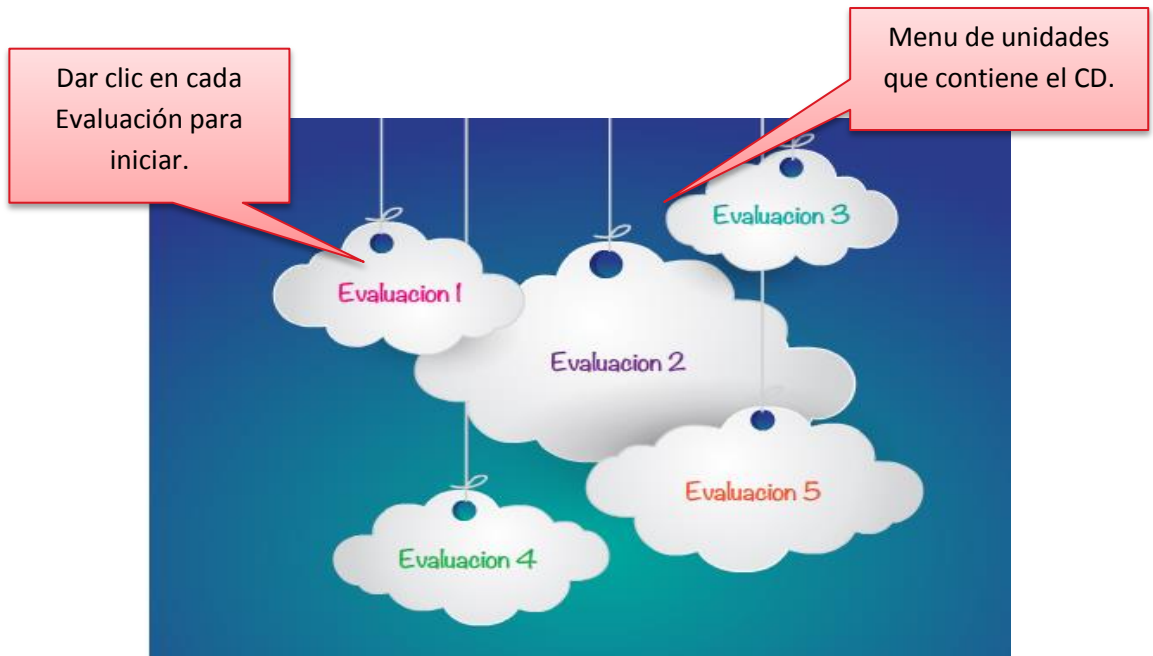 Menu de unidades
que contiene el CD.
Dar clic en cada
Evaluación para
iniciar.
Evaluacion 3
Evaluacion 1
Evaluacion 2
Evaluacion 5
Evaluacion 4